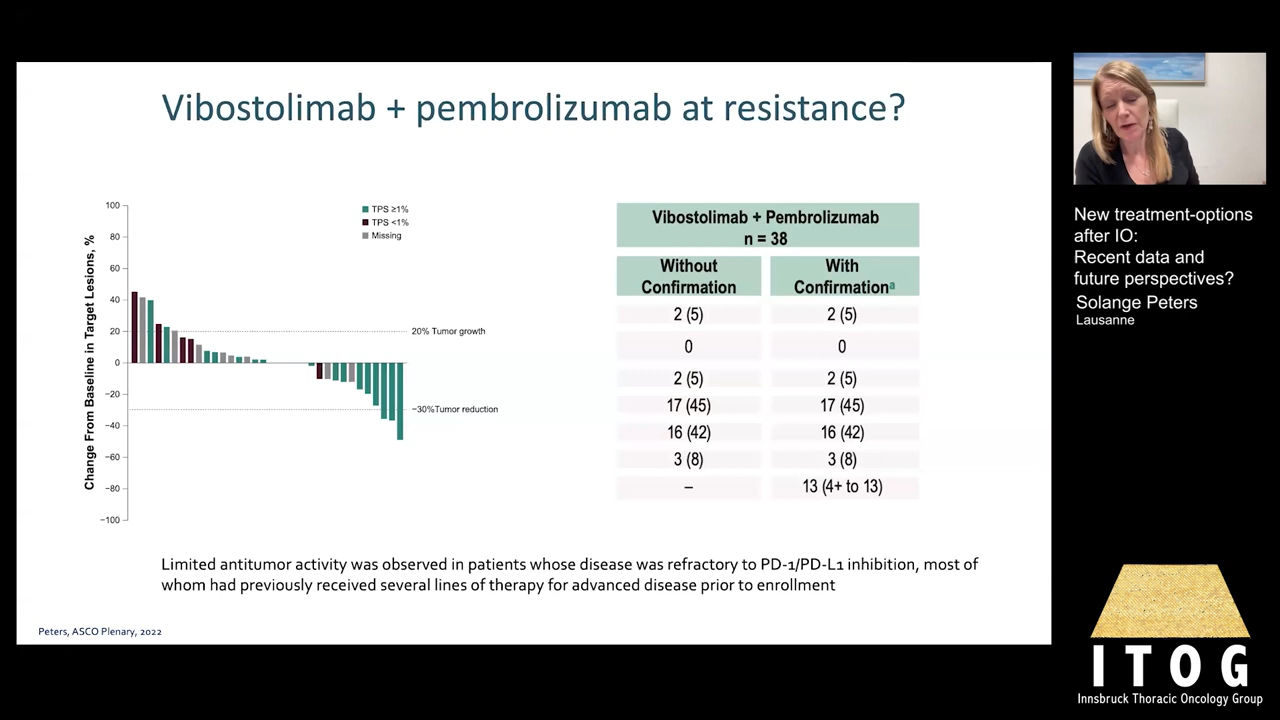 Vibostolimab + pembrolizumab at resistance?
Change From Baseline in Target Lesions, %
100
80
60
40
20
0
−20
−40
−60
−80
−100
TPS ≥1%
TPS <1%
Missing
20% Tumor growth
−30%Tumor reduction
Vibostolimab + Pembrolizumab
n = 38
Without
Confirmation
With
Confirmationᵃ
2 (5) 2 (5)
0 0
2 (5) 2 (5)
17 (45) 17 (45)
16 (42) 16 (42)
3 (8) 3 (8)
– 13 (4+ to 13)
Limited antitumor activity was observed in patients whose disease was refractory to PD-1/PD-L1 inhibition, most of
whom had previously received several lines of therapy for advanced disease prior to enrollment
Peters, ASCO Plenary, 2022
New treatment-options
after IO:
Recent data and
future perspectives?
Solange Peters
Lausanne
ITOG
Innsbruck Thoracic Oncology Group